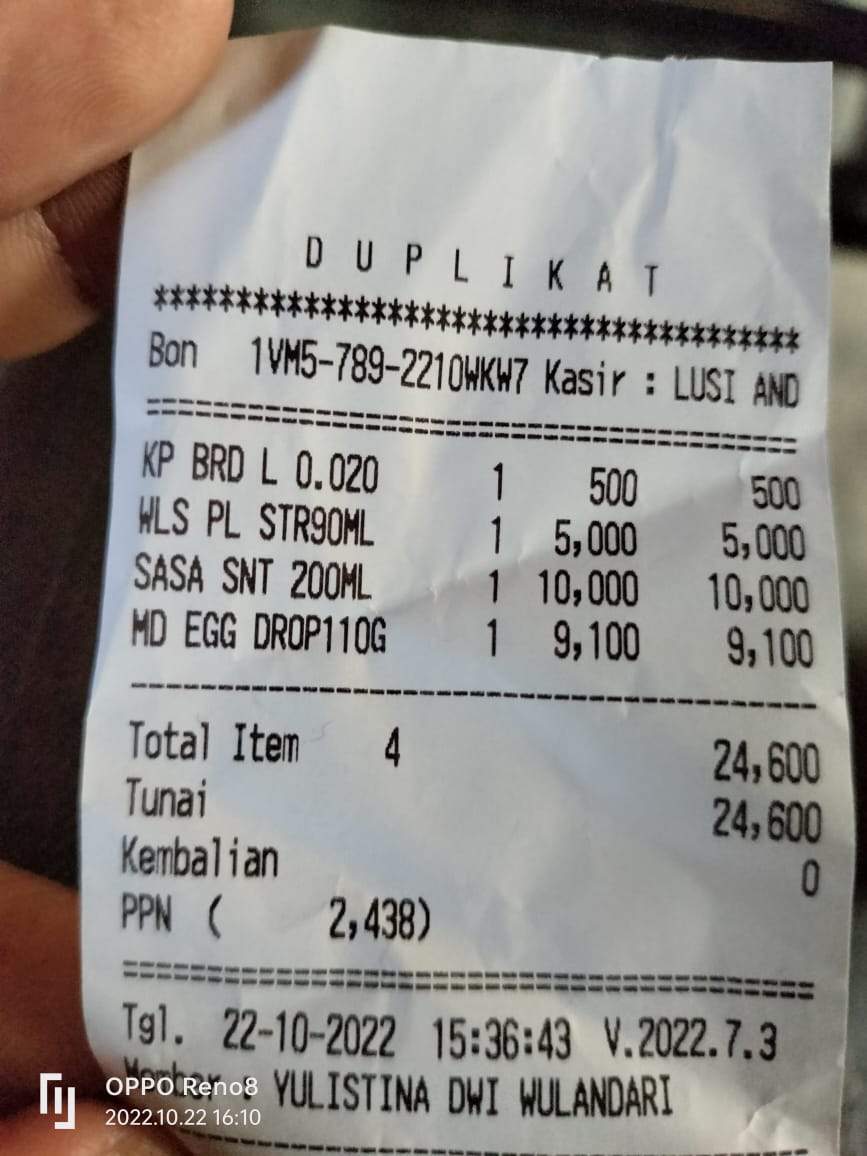 D U P L I K A T
****************************************
Bon 1VM5-789-2210WKW7 Kasir : LUSI AND
========================================
KP BRD L 0.020 1 500 500
WLS PL STR90ML 1 5,000 5,000
SASA SNT 200ML 1 10,000 10,000
MD EGG DROP110G 1 9,100 9,100
----------------------------------------
Total Item 4 24,600
Tunai 24,600
Kembalian 0
PPN ( 2,438)
========================================
Tgl. 22-10-2022 15:36:43 V.2022.7.3
Member : YULISTINA DWI WULANDARI
OPPO Reno8
2022.10.22 16:10